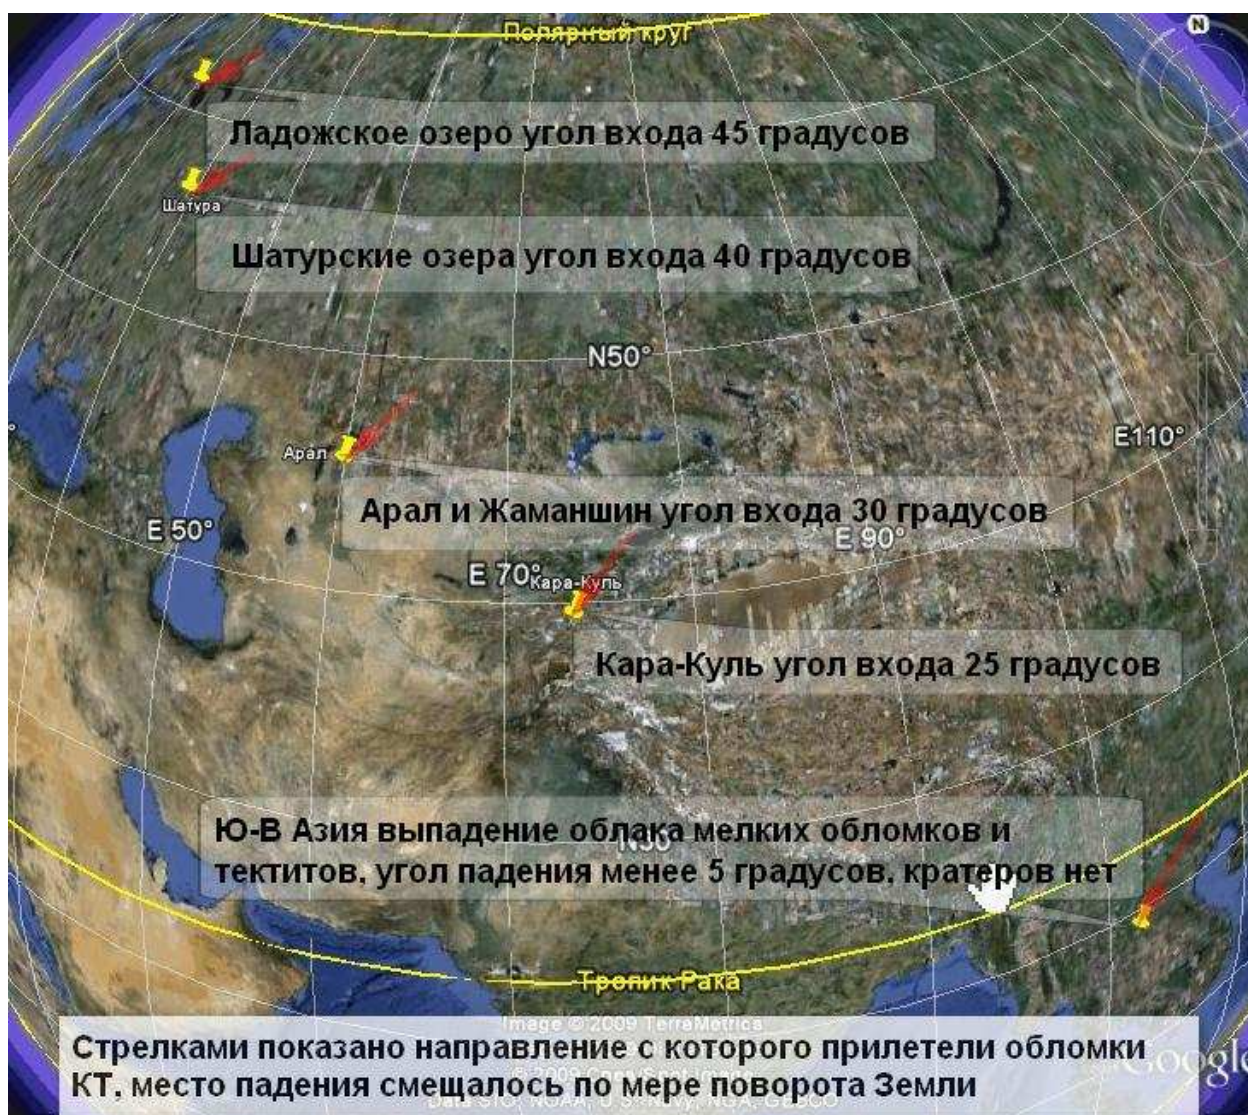 N
Полярный круг
Ладожское озеро угол входа 45 градусов
Шатура
Шатурские озера угол входа 40 градусов
N50°
E110°
Арал
Арал и Жаманшин угол входа 30 градусов
E 50°
E 90°
E 70°
Кара-Куль
Кара-Куль угол входа 25 градусов
Ю-В Азия выпадение облака мелких обломков и
тектитов, угол падения менее 5 градусов, кратеров нет
Тропик Рака
Image © 2009 TerraMetrica
Стрелками показано направление с которого прилетели обломки
КТ, место падения смещалось по мере поворота Земли
Google